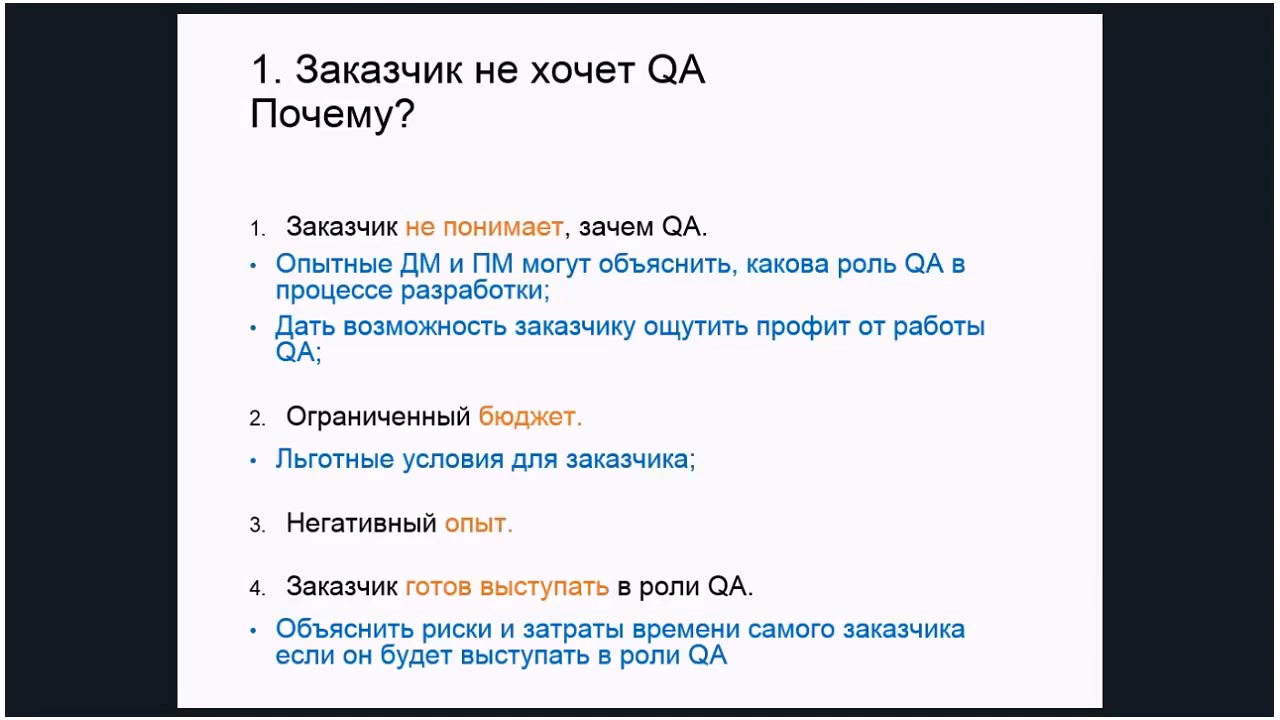 1. Заказчик не хочет QA
Почему?
1. Заказчик не понимает, зачем QA.
• Опытные ДМ и ПМ могут объяснить, какова роль QA в
процессе разработки;
• Дать возможность заказчику ощутить профит от работы
QA;
2. Ограниченный бюджет.
• Льготные условия для заказчика;
3. Негативный опыт.
4. Заказчик готов выступать в роли QA.
• Объяснить риски и затраты времени самого заказчика
если он будет выступать в роли QA